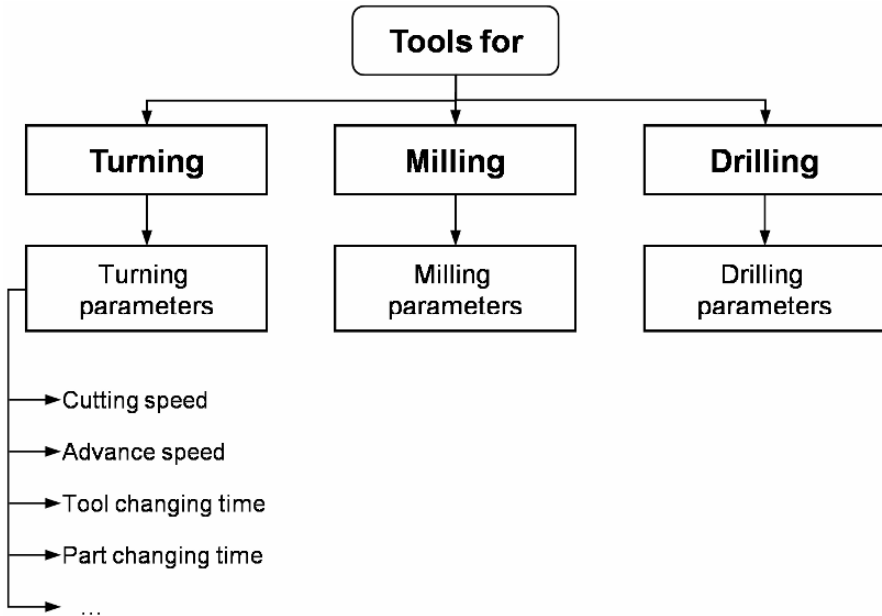 Tools for
Turning
Milling
Drilling
Turning
parameters
Milling
parameters
Drilling
parameters
Cutting speed
Advance speed
Tool changing time
Part changing time
...